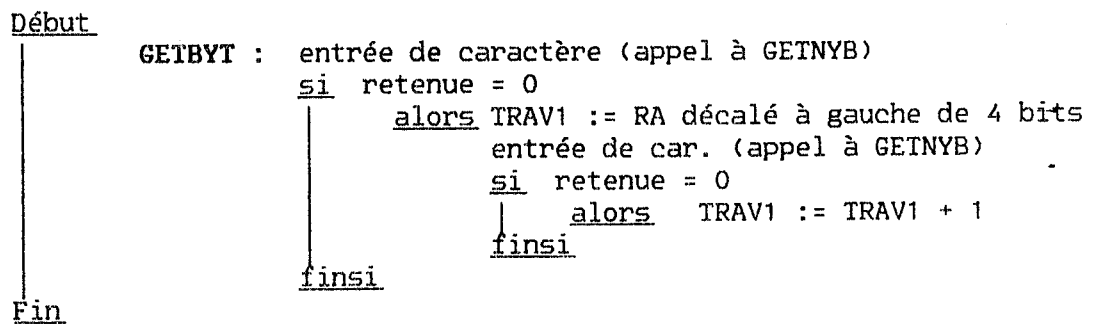 Début
GETBYT : entrée de caractère (appel à GETNYB)
si retenue = 0
alors TRAV1 := RA décalé à gauche de 4 bits
entrée de car. (appel à GETNYB)
si retenue = 0
alors TRAV1 := TRAV1 + 1
finsi
finsi
Fin